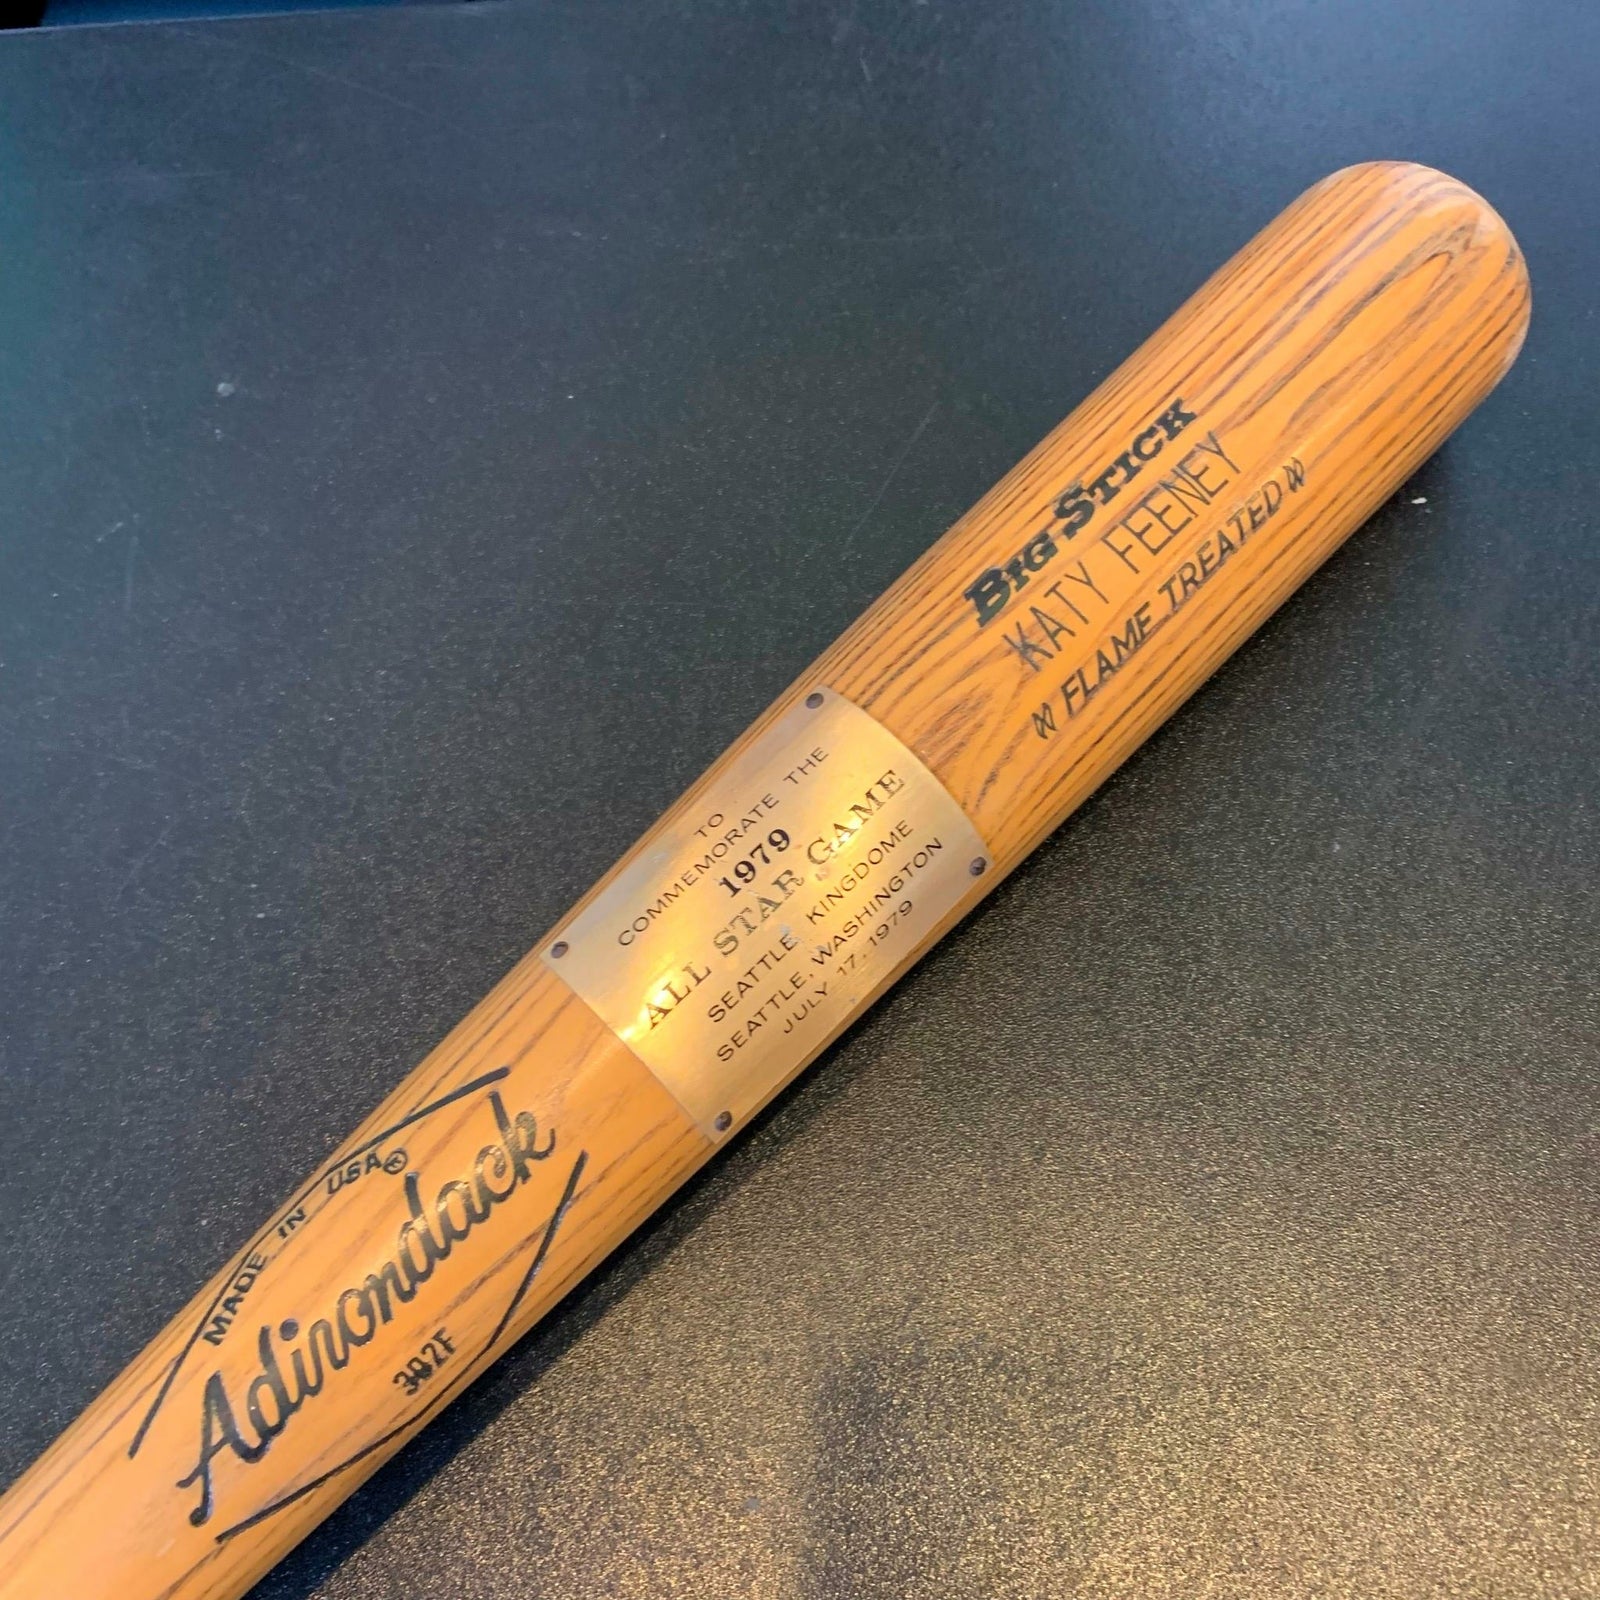 BIG STICK
KATY FEENEY
FLAME TREATED
TO
COMMEMORATE THE
1979
ALL STAR GAME
SEATTLE KINGDOME
SEATTLE, WASHINGTON
JULY 17, 1979
MADE IN USA®
Adirondack
302F